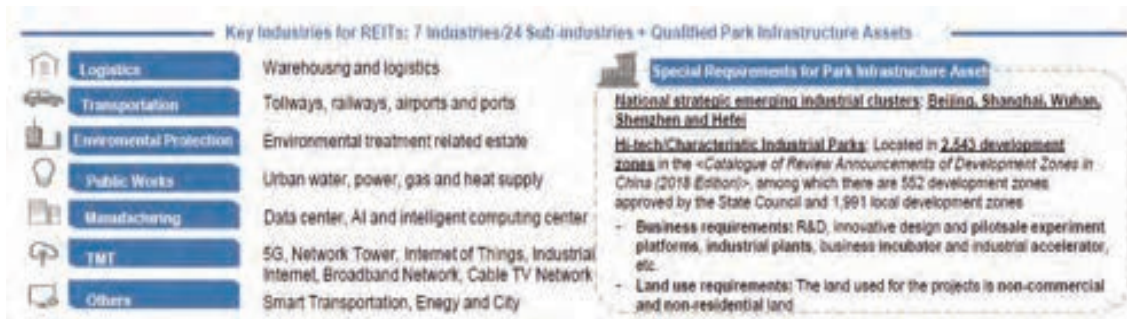 Key Industries for REITs: 7 Industries/24 Sub-industries + Qualified Park Infrastructure Assets
Logistics
Warehousng and logistics
Transportation
Tollways, railways, airports and ports
Enviromental Protection
Environmental treatment related estate
Public Works
Urban water, power, gas and heat supply
Manufacturing
Data center, AI and intelligent computing center
TMT
5G, Network Tower, Internet of Things, Industrial
Internet, Broadband Network, Cable TV Network
Others
Smart Transportation, Enegy and City
Special Requirements for Park Infrastructure Asset
National strategic emerging industrial clusters: Beijing, Shanghai, Wuhan,
Shenzhen and Hefei
Hi-tech/Characteristic Industrial Parks: Located in 2,543 development
zones in the <Catalogue of Review Announcements of Development Zones in
China (2018 Edition)>, among which there are 552 development zones
approved by the State Council and 1,991 local development zones
- Business requirements: R&D, innovative design and pilotsale experiment
platforms, industrial plants, business incubator and industrial accelerator,
etc.
- Land use requirements: The land used for the projects is non-commercial
and non-residential land